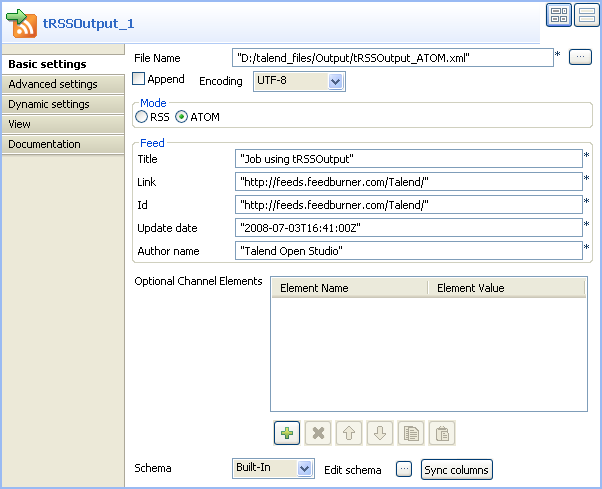 tRSSOutput_1
Basic settings
Advanced settings
Dynamic settings
View
Documentation
File Name "D:/talend_files/Output/tRSSOutput_ATOM.xml" * ...
Append Encoding UTF-8
Mode
RSS ATOM
Feed
Title "Job using tRSSOutput" *
Link "http://feeds.feedburner.com/Talend/" *
Id "http://feeds.feedburner.com/Talend/" *
Update date "2008-07-03T16:41:00Z" *
Author name "Talend Open Studio" *
Optional Channel Elements Element Name Element Value
Schema Built-In Edit schema ... Sync columns